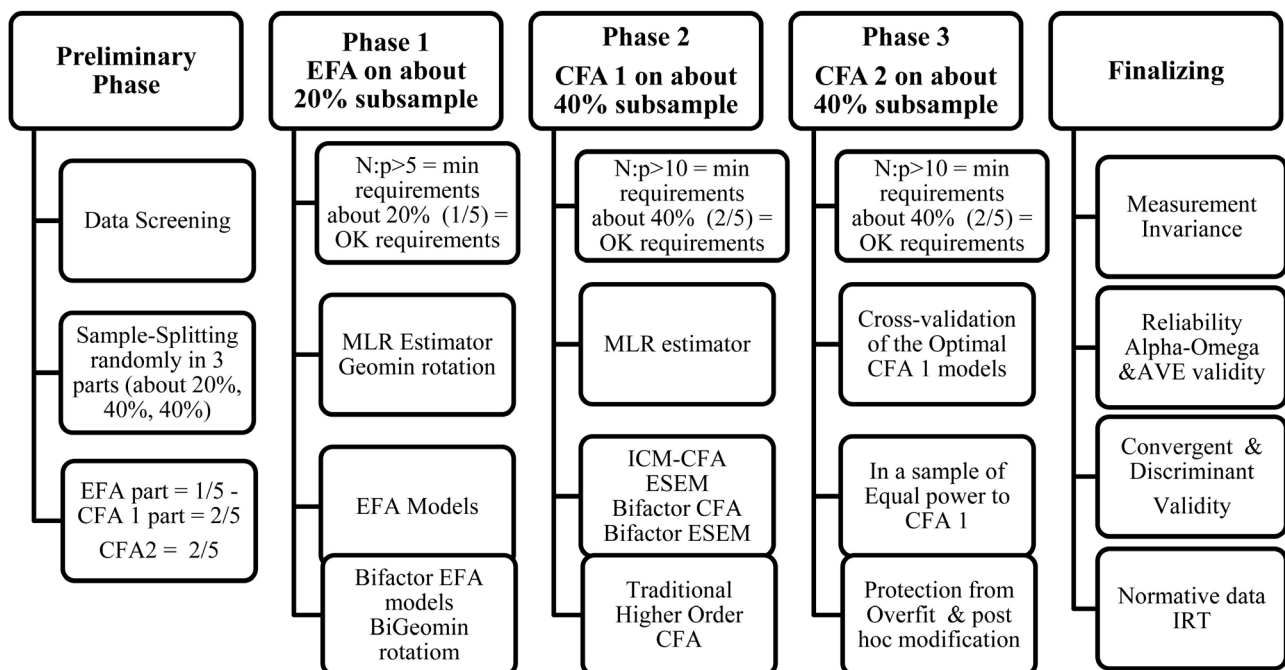 Preliminary
Phase
Data Screening
Sample-Splitting
randomly in 3
parts (about 20%,
40%, 40%)
EFA part = 1/5 -
CFA 1 part = 2/5
CFA2 = 2/5
Phase 1
EFA on about
20% subsample
N:p>5 = min
requirements
about 20% (1/5) =
OK requirements
MLR Estimator
Geomin rotation
EFA Models
Bifactor EFA
models
BiGeomin
rotatiom
Phase 2
CFA 1 on about
40% subsample
N:p>10 = min
requirements
about 40% (2/5) =
OK requirements
MLR estimator
ICM-CFA
ESEM
Bifactor CFA
Bifactor ESEM
Traditional
Higher Order
CFA
Phase 3
CFA 2 on about
40% subsample
N:p>10 = min
requirements
about 40% (2/5) =
OK requirements
Cross-validation
of the Optimal
CFA 1 models
In a sample of
Equal power to
CFA 1
Protection from
Overfit & post
hoc modification
Finalizing
Measurement
Invariance
Reliability
Alpha-Omega
&AVE validity
Convergent &
Discriminant
Validity
Normative data
IRT